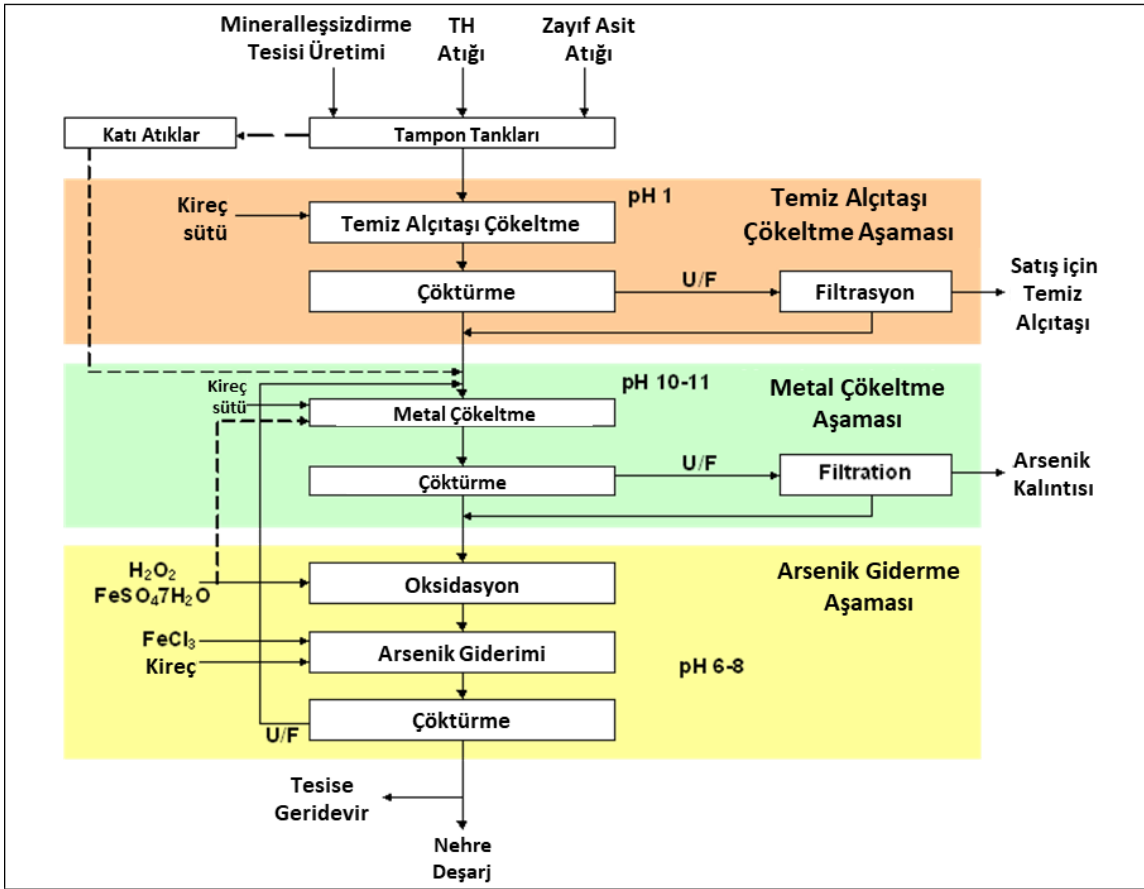 Mineralleşsizdirme
Tesisi Üretimi
TH
Atığı
Zayıf Asit
Atığı
Katı Atıklar
Tampon Tankları
pH 1
Temiz Alçıtaşı
Çökeltme Aşaması
Kireç
sütü
Temiz Alçıtaşı Çökeltme
Çöktürme
U/F
Filtrasyon
Satış için
Temiz
Alçıtaşı
pH 10-11
Metal Çökeltme
Aşaması
Kireç
sütü
Metal Çökeltme
Çöktürme
U/F
Filtration
Arsenik
Kalıntısı
H₂O₂
FeSO₄7H₂O
Oksidasyon
Arsenik Giderme
Aşaması
FeCl₃
Kireç
Arsenik Giderimi
pH 6-8
Çöktürme
U/F
Tesise
Geridevir
Nehre
Deşarj